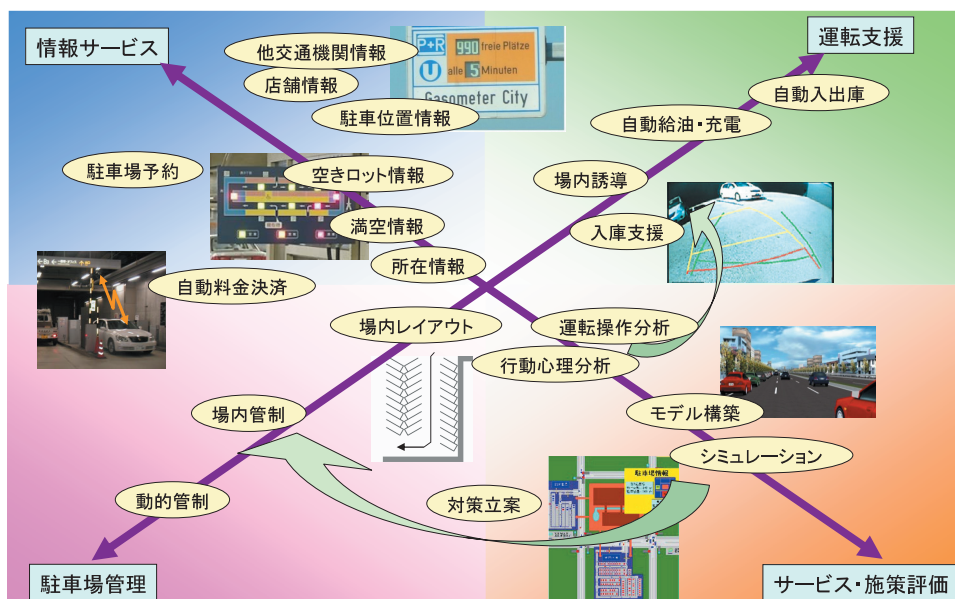 情報サービス
他交通機関情報
店舗情報
駐車位置情報
P+R 990 freie Plätze
U alle 5 Minuten
Gasometer City
運転支援
自動入出庫
自動給油・充電
駐車場予約
空きロット情報
場内誘導
満空情報
入庫支援
所在情報
自動料金決済
場内レイアウト
運転操作分析
行動心理分析
場内管制
モデル構築
シミュレーション
駐車場情報
動的管制
対策立案
駐車場管理
サービス・施策評価